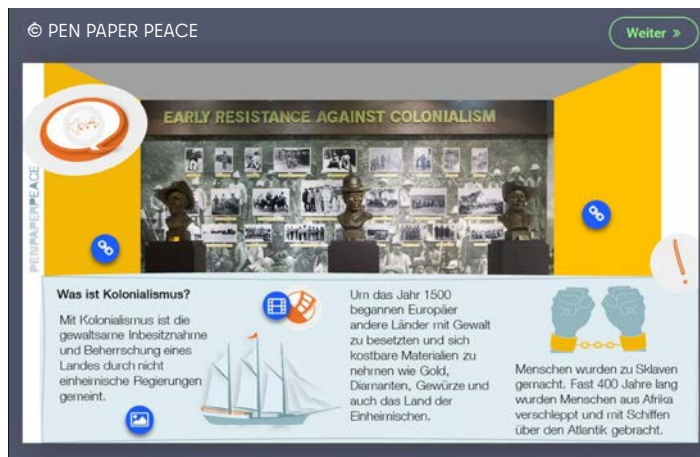 © PEN PAPER PEACE
Weiter »
EARLY RESISTANCE AGAINST COLONIALISM
PENPAPERPEACE
Was ist Kolonialismus?
Mit Kolonialismus ist die
gewaltsame Inbesitznahme
und Beherrschung eines
Landes durch nicht
einheimische Regierungen
gemeint.
Um das Jahr 1500
begannen Europäer
andere Länder mit Gewalt
zu besetzten und sich
kostbare Materialien zu
nehmen wie Gold,
Diamanten, Gewürze und
auch das Land der
Einheimischen.
Menschen wurden zu Sklaven
gemacht. Fast 400 Jahre lang
wurden Menschen aus Afrika
verschleppt und mit Schiffen
über den Atlantik gebracht.